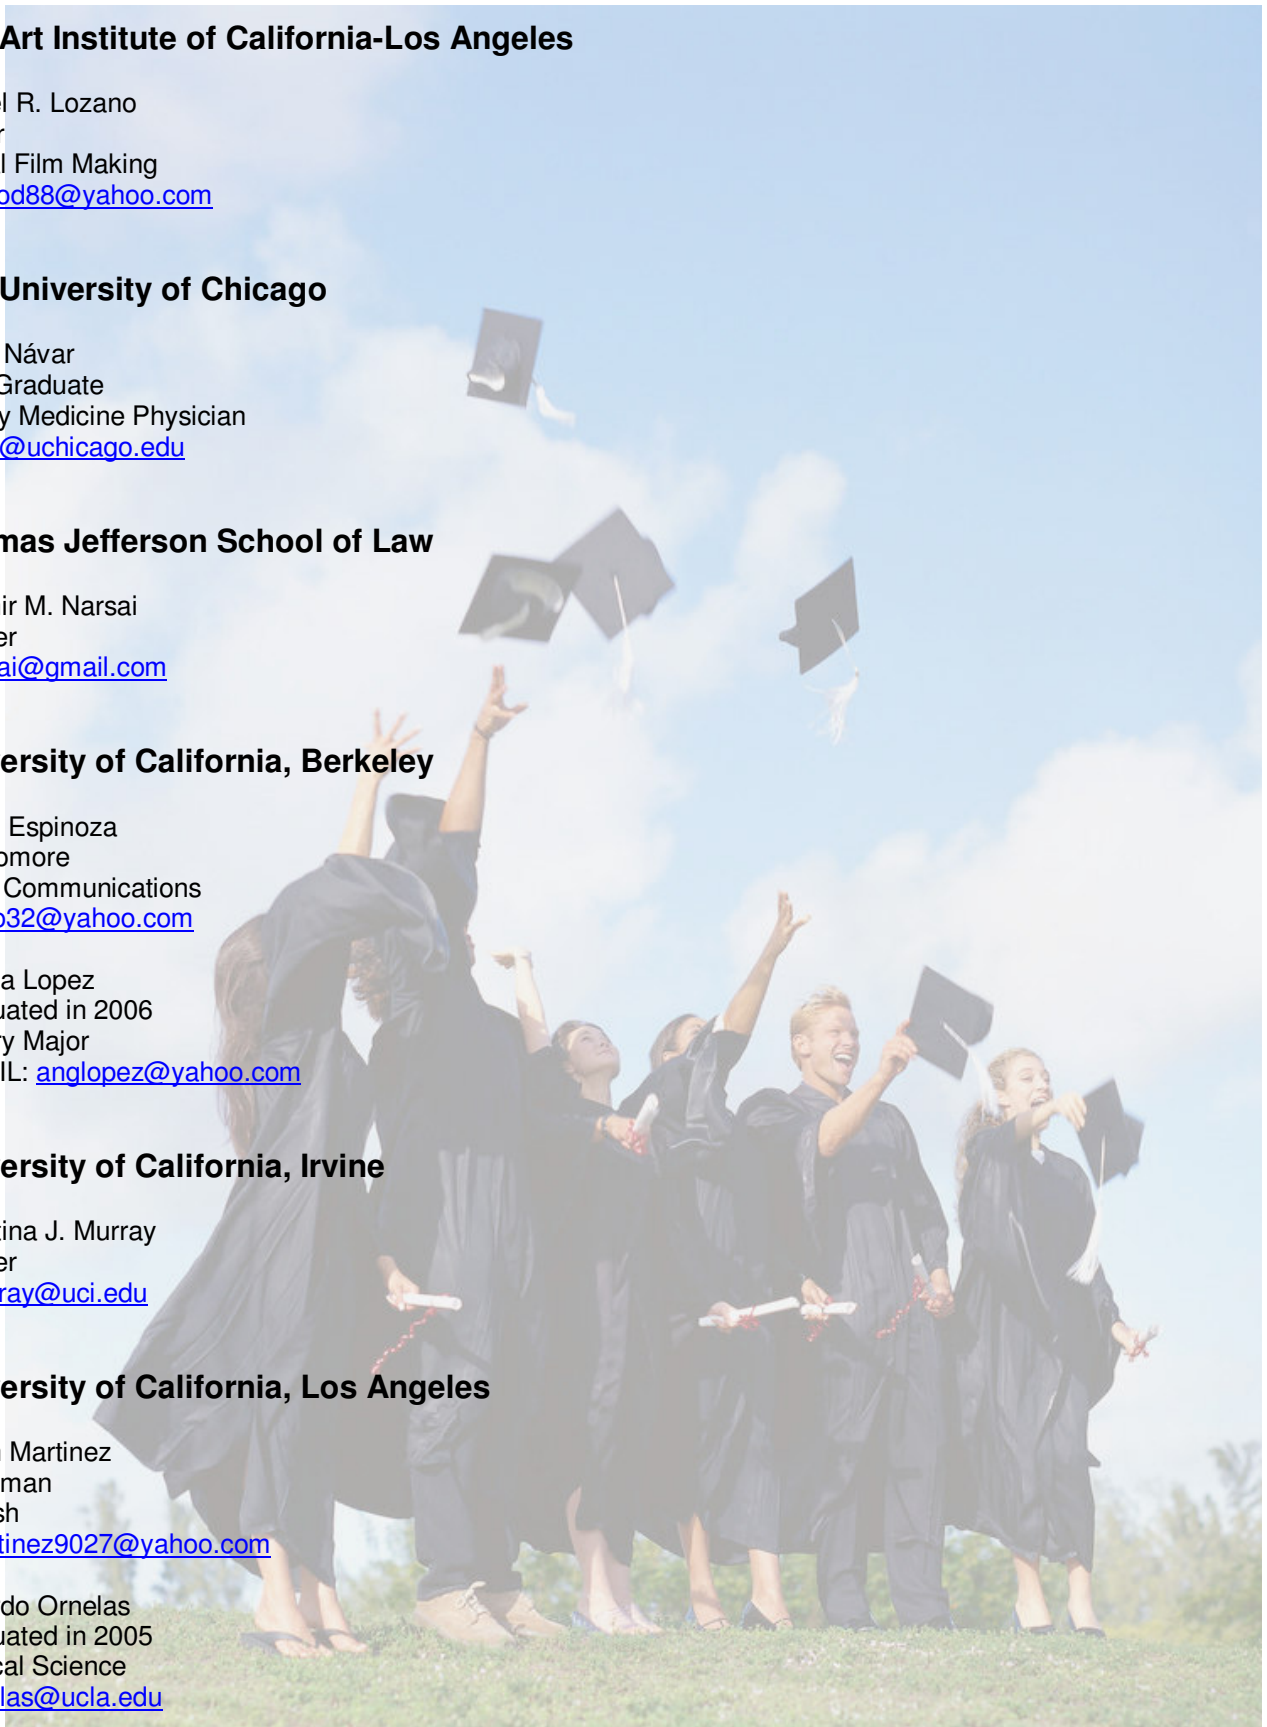 Art Institute of California-Los Angeles
R. Lozano
Film Making
od88@yahoo.com
University of Chicago
Návar
Graduate
y Medicine Physician
@uchicago.edu
mas Jefferson School of Law
ir M. Narsai
er
ai@gmail.com
ersity of California, Berkeley
Espinoza
omore
Communications
o32@yahoo.com
a Lopez
uated in 2006
ry Major
IL: anglopez@yahoo.com
ersity of California, Irvine
tina J. Murray
er
ray@uci.edu
ersity of California, Los Angeles
Martinez
man
sh
tinez9027@yahoo.com
do Ornelas
uated in 2005
cal Science
las@ucla.edu